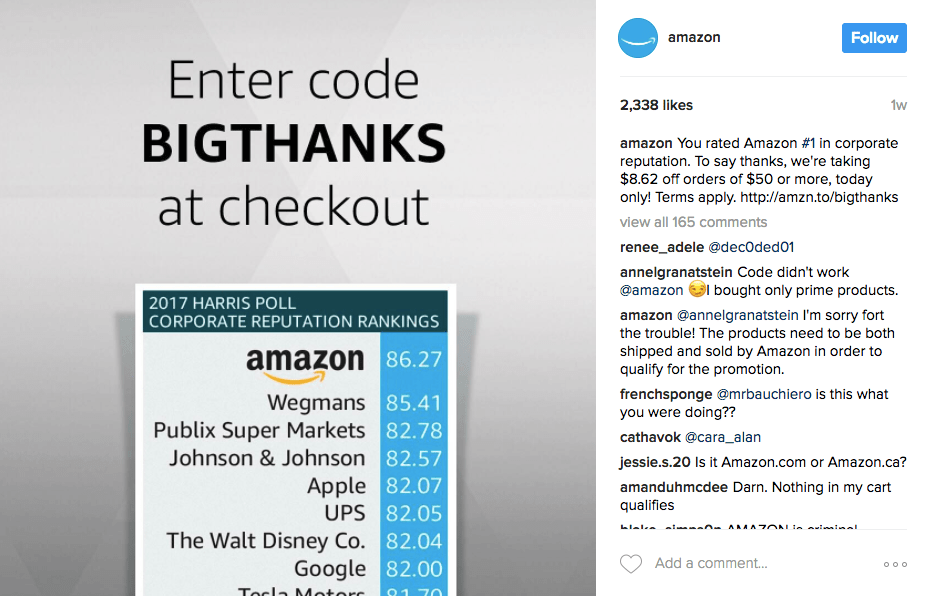 Enter code
BIGTHANKS
at checkout
2017 HARRIS POLL
CORPORATE REPUTATION RANKINGS
amazon 86.27
Wegmans 85.41
Publix Super Markets 82.78
Johnson & Johnson 82.57
Apple 82.07
UPS 82.05
The Walt Disney Co. 82.04
Google 82.00
Tesla Motors 81.70
amazon
Follow
2,338 likes 1w
amazon You rated Amazon #1 in corporate
reputation. To say thanks, we're taking
$8.62 off orders of $50 or more, today
only! Terms apply. http://amzn.to/bigthanks
view all 165 comments
renee_adele @dec0ded01
annelgranatstein Code didn't work
@amazon 😏I bought only prime products.
amazon @annelgranatstein I'm sorry fort
the trouble! The products need to be both
shipped and sold by Amazon in order to
qualify for the promotion.
frenchsponge @mrbauchiero is this what
you were doing??
cathavok @cara_alan
jessie.s.20 Is it Amazon.com or Amazon.ca?
amanduhmcdee Darn. Nothing in my cart
qualifies
AMAZON is criminal
Add a comment...